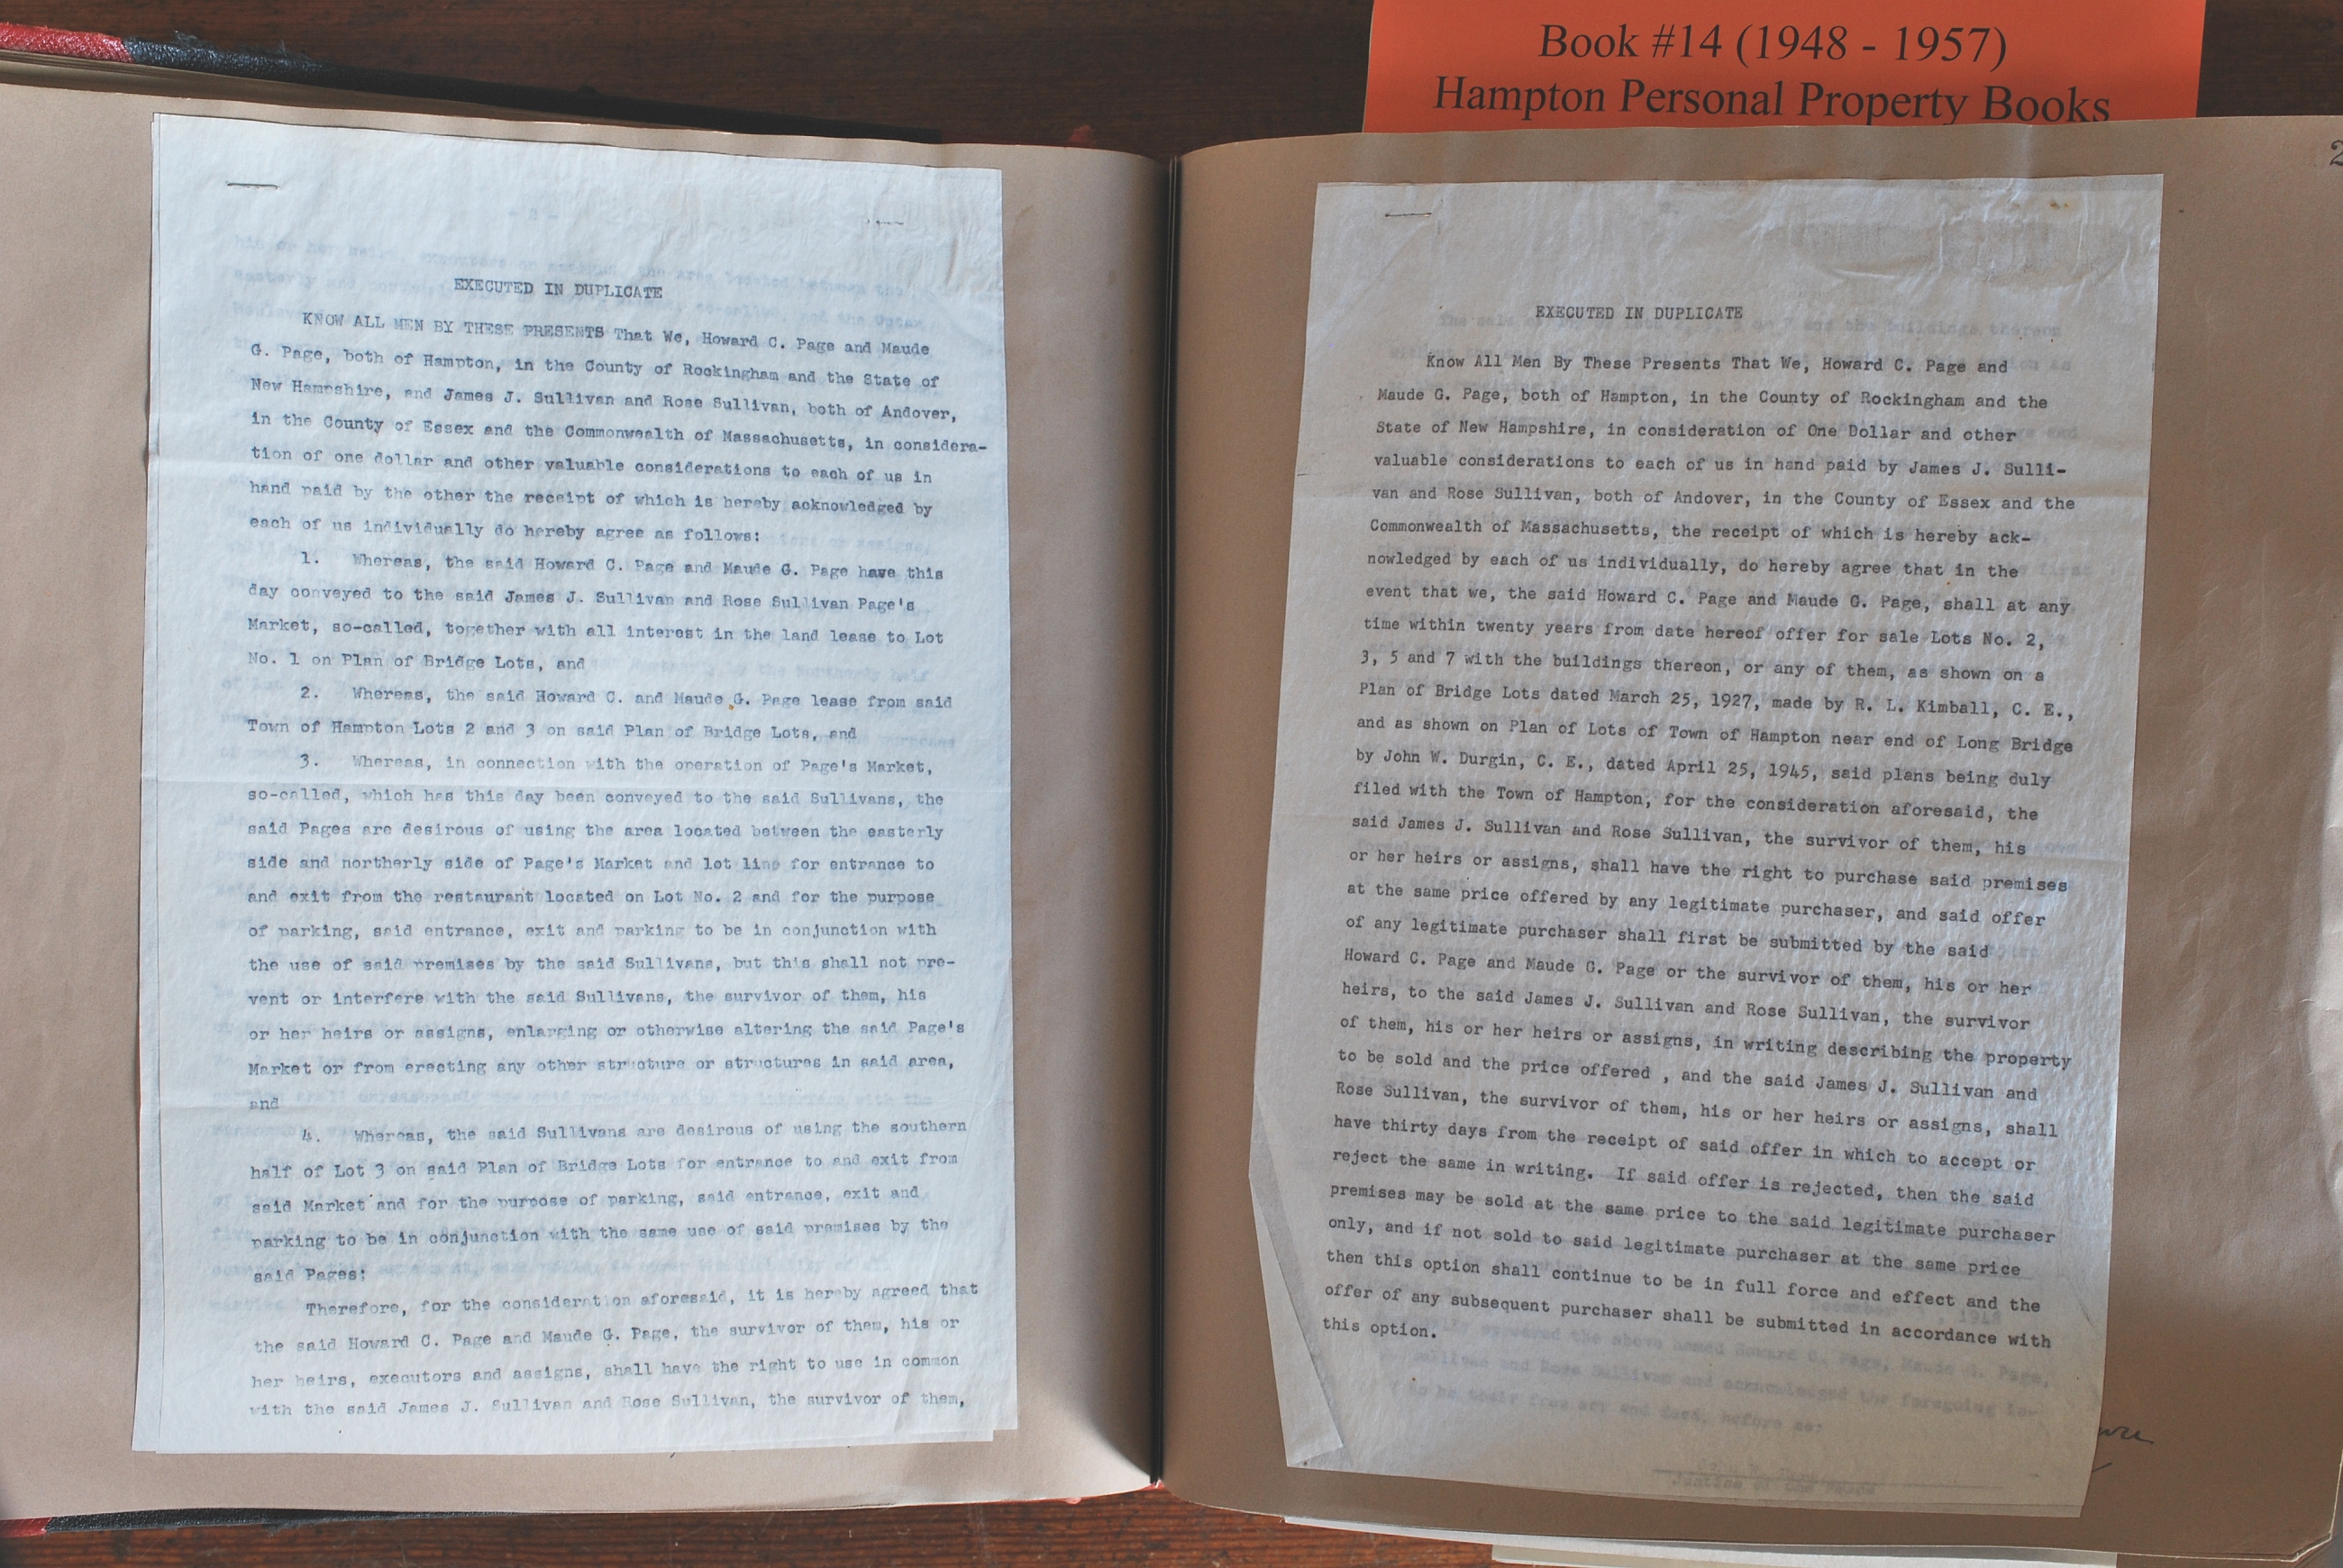 Book #14 (1948 - 1957)
Hampton Personal Property Books
EXECUTED IN DUPLICATE
KNOW ALL MEN BY THESE PRESENTS That We, Howard C. Page and Maude
G. Page, both of Hampton, in the County of Rockingham and the State of
New Hampshire, and James J. Sullivan and Rose Sullivan, both of Andover,
in the County of Essex and the Commonwealth of Massachusetts, in considera-
tion of one dollar and other valuable considerations to each of us in
hand paid by the other the receipt of which is hereby acknowledged by
each of us individually do hereby agree as follows:
1. Whereas, the said Howard C. Page and Maude G. Page have this
day conveyed to the said James J. Sullivan and Rose Sullivan Page's
Market, so-called, together with all interest in the land lease to Lot
No. 1 on Plan of Bridge Lots, and
2. Whereas, the said Howard C. and Maude G. Page lease from said
Town of Hampton Lots 2 and 3 on said Plan of Bridge Lots, and
3. Whereas, in connection with the operation of Page's Market,
so-called, which has this day been conveyed to the said Sullivans, the
said Pages are desirous of using the area located between the easterly
side and northerly side of Page's Market and lot line for entrance to
and exit from the restaurant located on Lot No. 2 and for the purpose
of parking, said entrance, exit and parking to be in conjunction with
the use of said premises by the said Sullivans, but this shall not pre-
vent or interfere with the said Sullivans, the survivor of them, his
or her heirs or assigns, enlarging or otherwise altering the said Page's
Market or from erecting any other structure or structures in said area,
and
4. Whereas, the said Sullivans are desirous of using the southern
half of Lot 3 on said Plan of Bridge Lots for entrance to and exit from
said Market and for the purpose of parking, said entrance, exit and
parking to be in conjunction with the same use of said premises by the
said Pages:
Therefore, for the consideration aforesaid, it is hereby agreed that
the said Howard C. Page and Maude G. Page, the survivor of them, his or
her heirs, executors and assigns, shall have the right to use in common
with the said James J. Sullivan and Rose Sullivan, the survivor of them,
EXECUTED IN DUPLICATE
Know All Men By These Presents That We, Howard C. Page and
Maude G. Page, both of Hampton, in the County of Rockingham and the
State of New Hampshire, in consideration of One Dollar and other
valuable considerations to each of us in hand paid by James J. Sulli-
van and Rose Sullivan, both of Andover, in the County of Essex and the
Commonwealth of Massachusetts, the receipt of which is hereby ack-
nowledged by each of us individually, do hereby agree that in the
event that we, the said Howard C. Page and Maude G. Page, shall at any
time within twenty years from date hereof offer for sale Lots No. 2,
3, 5 and 7 with the buildings thereon, or any of them, as shown on a
Plan of Bridge Lots dated March 25, 1927, made by R. L. Kimball, C. E.,
and as shown on Plan of Lots of Town of Hampton near end of Long Bridge
by John W. Durgin, C. E., dated April 25, 1945, said plans being duly
filed with the Town of Hampton, for the consideration aforesaid, the
said James J. Sullivan and Rose Sullivan, the survivor of them, his
or her heirs or assigns, shall have the right to purchase said premises
at the same price offered by any legitimate purchaser, and said offer
of any legitimate purchaser shall first be submitted by the said
Howard C. Page and Maude G. Page or the survivor of them, his or her
heirs, to the said James J. Sullivan and Rose Sullivan, the survivor
of them, his or her heirs or assigns, in writing describing the property
to be sold and the price offered , and the said James J. Sullivan and
Rose Sullivan, the survivor of them, his or her heirs or assigns, shall
have thirty days from the receipt of said offer in which to accept or
reject the same in writing. If said offer is rejected, then the said
premises may be sold at the same price to the said legitimate purchaser
only, and if not sold to said legitimate purchaser at the same price
then this option shall continue to be in full force and effect and the
offer of any subsequent purchaser shall be submitted in accordance with
this option.